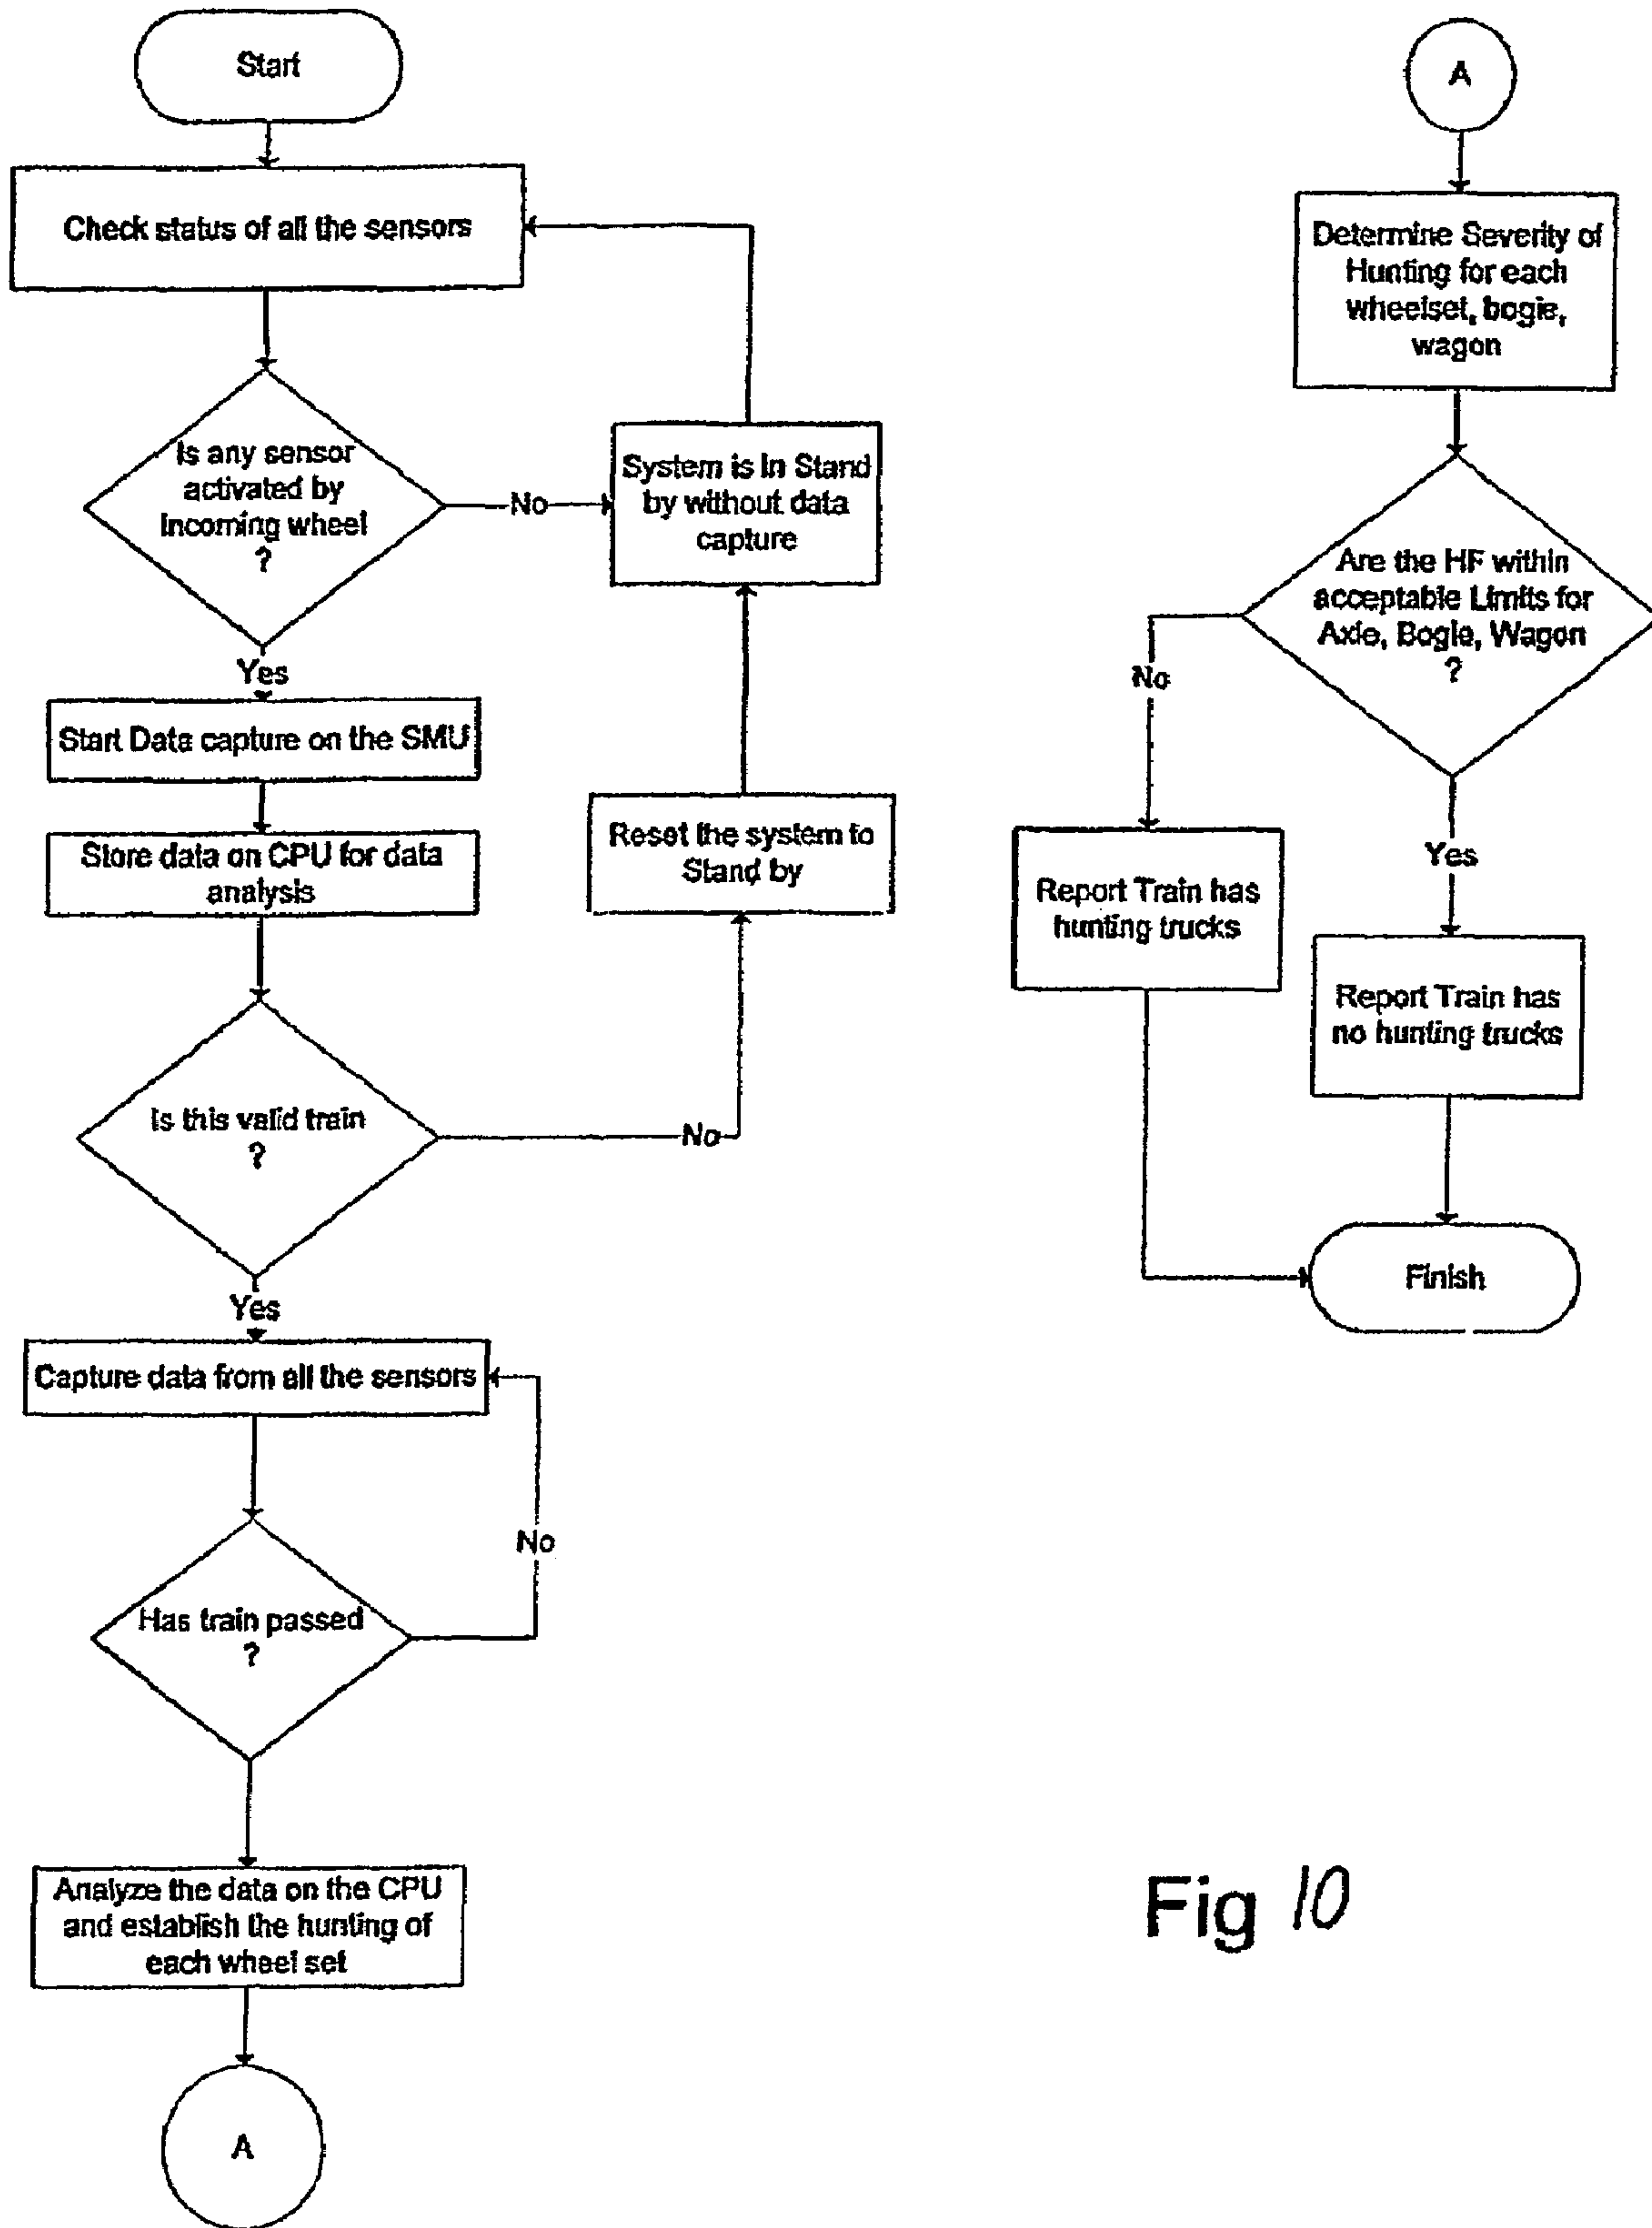 Start
Check status of all the sensors
Is any sensor
activated by
incoming wheel
?
No
System is in Stand
by without data
capture
Yes
Start Data capture on the SMU
Store data on CPU for data
analysis
Reset the system to
Stand by
Is this valid train
?
No
Yes
Capture data from all the sensors
No
Has train passed
?
Analyze the data on the CPU
and establish the hunting of
each wheel set
A
A
Determine Severity of
Hunting for each
wheelset, bogie,
wagon
Are the HF within
acceptable Limits for
Axle, Bogie, Wagon
?
No
Yes
Report Train has
hunting trucks
Report Train has
no hunting trucks
Finish
Fig 10